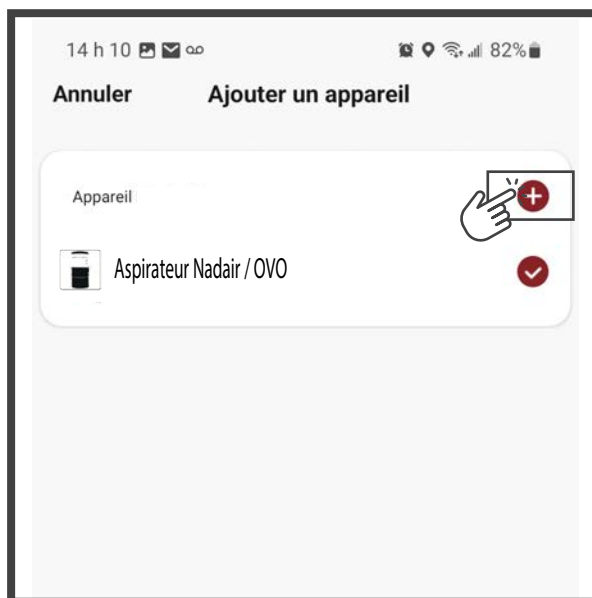 14 h 10 82%
Annuler Ajouter un appareil
Appareil
Aspirateur Nadair / OVO